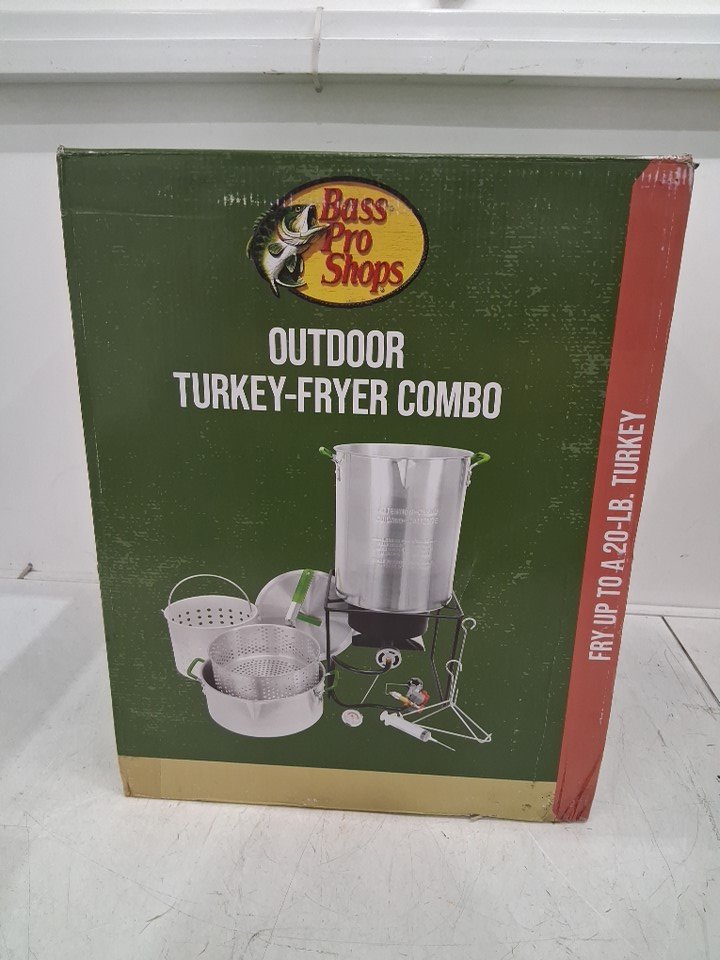 Bass
Pro
Shops
OUTDOOR
TURKEY-FRYER COMBO
FRY UP TO A 20-LB. TURKEY